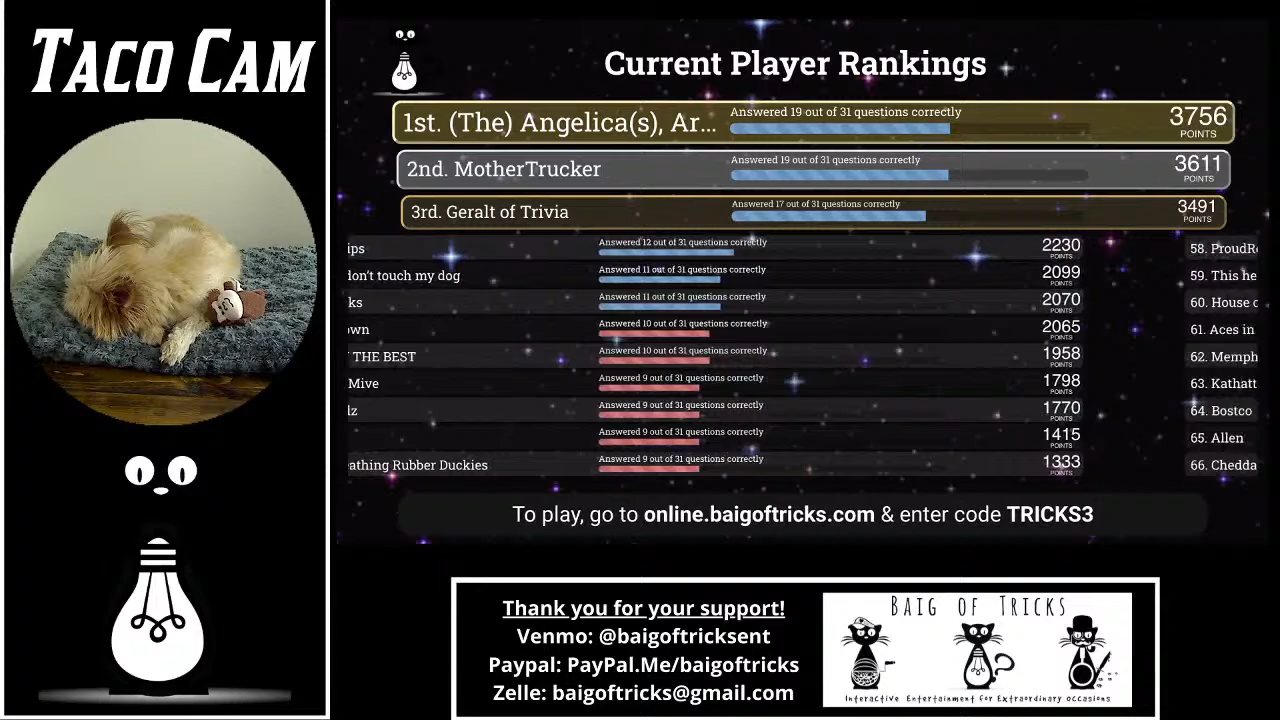 TACO CAM
Current Player Rankings
1st. (The) Angelica(s), Ar...
Answered 19 out of 31 questions correctly
3756
POINTS
2nd. MotherTrucker
Answered 19 out of 31 questions correctly
3611
POINTS
3rd. Geralt of Trivia
Answered 17 out of 31 questions correctly
3491
POINTS
ips
Answered 12 out of 31 questions correctly
2230
POINTS
58. ProudR
don't touch my dog
Answered 11 out of 31 questions correctly
2099
POINTS
59. This he
ks
Answered 11 out of 31 questions correctly
2070
POINTS
60. House
own
Answered 10 out of 31 questions correctly
2065
POINTS
61. Aces in
THE BEST
Answered 10 out of 31 questions correctly
1958
POINTS
62. Memph
Mive
Answered 9 out of 31 questions correctly
1798
POINTS
63. Kathatt
lz
Answered 9 out of 31 questions correctly
1770
POINTS
64. Bostco
Answered 9 out of 31 questions correctly
1415
POINTS
65. Allen
eathing Rubber Duckies
Answered 9 out of 31 questions correctly
1333
POINTS
66. Chedda
To play, go to online.baigoftricks.com & enter code TRICKS3
Thank you for your support!
Venmo: @baigoftricksent
Paypal: PayPal.Me/baigoftricks
Zelle: baigoftricks@gmail.com
BAIG OF TRICKS
Interactive Entertainment for Extraordinary occasions